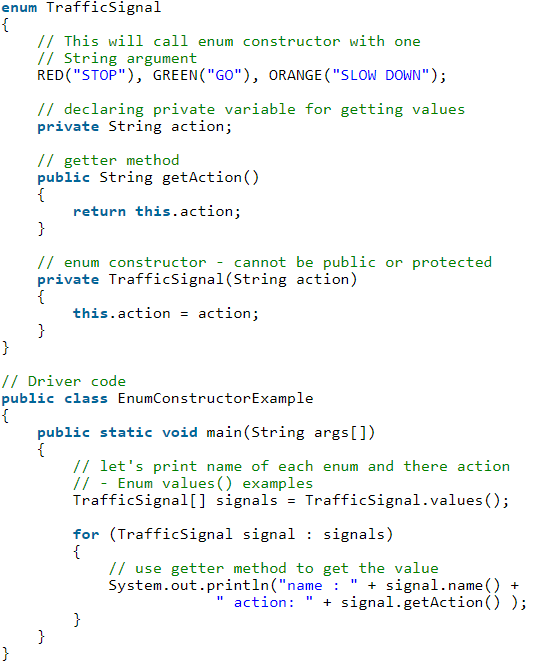 enum TrafficSignal
{
    // This will call enum constructor with one
    // String argument
    RED("STOP"), GREEN("GO"), ORANGE("SLOW DOWN");

    // declaring private variable for getting values
    private String action;

    // getter method
    public String getAction()
    {
        return this.action;
    }

    // enum constructor - cannot be public or protected
    private TrafficSignal(String action)
    {
        this.action = action;
    }
}

// Driver code
public class EnumConstructorExample
{
    public static void main(String args[])
    {
        // let's print name of each enum and there action
        // - Enum values() examples
        TrafficSignal[] signals = TrafficSignal.values();

        for (TrafficSignal signal : signals)
        {
            // use getter method to get the value
            System.out.println("name : " + signal.name() +
                        " action: " + signal.getAction() );
        }
    }
}